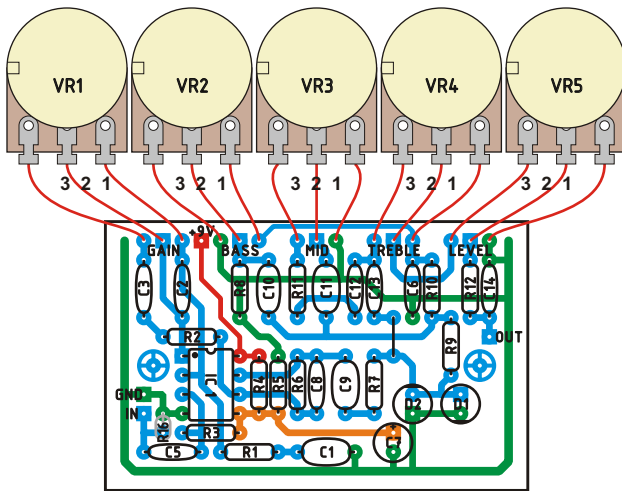 VR1 VR2 VR3 VR4 VR5
3 2 1 3 2 1 3 2 1 3 2 1 3 2 1
+9V
GAIN BASS MID TREBLE LEVEL
C3 C2 R8 C10 R11 C11 C12 C13 C6 R10 R12 C14
R2 R9 OUT
IC1 R4 R5 R6 C8 C9 R7
GND D2 D1
IN R16 R3
C5 R1 C1
+